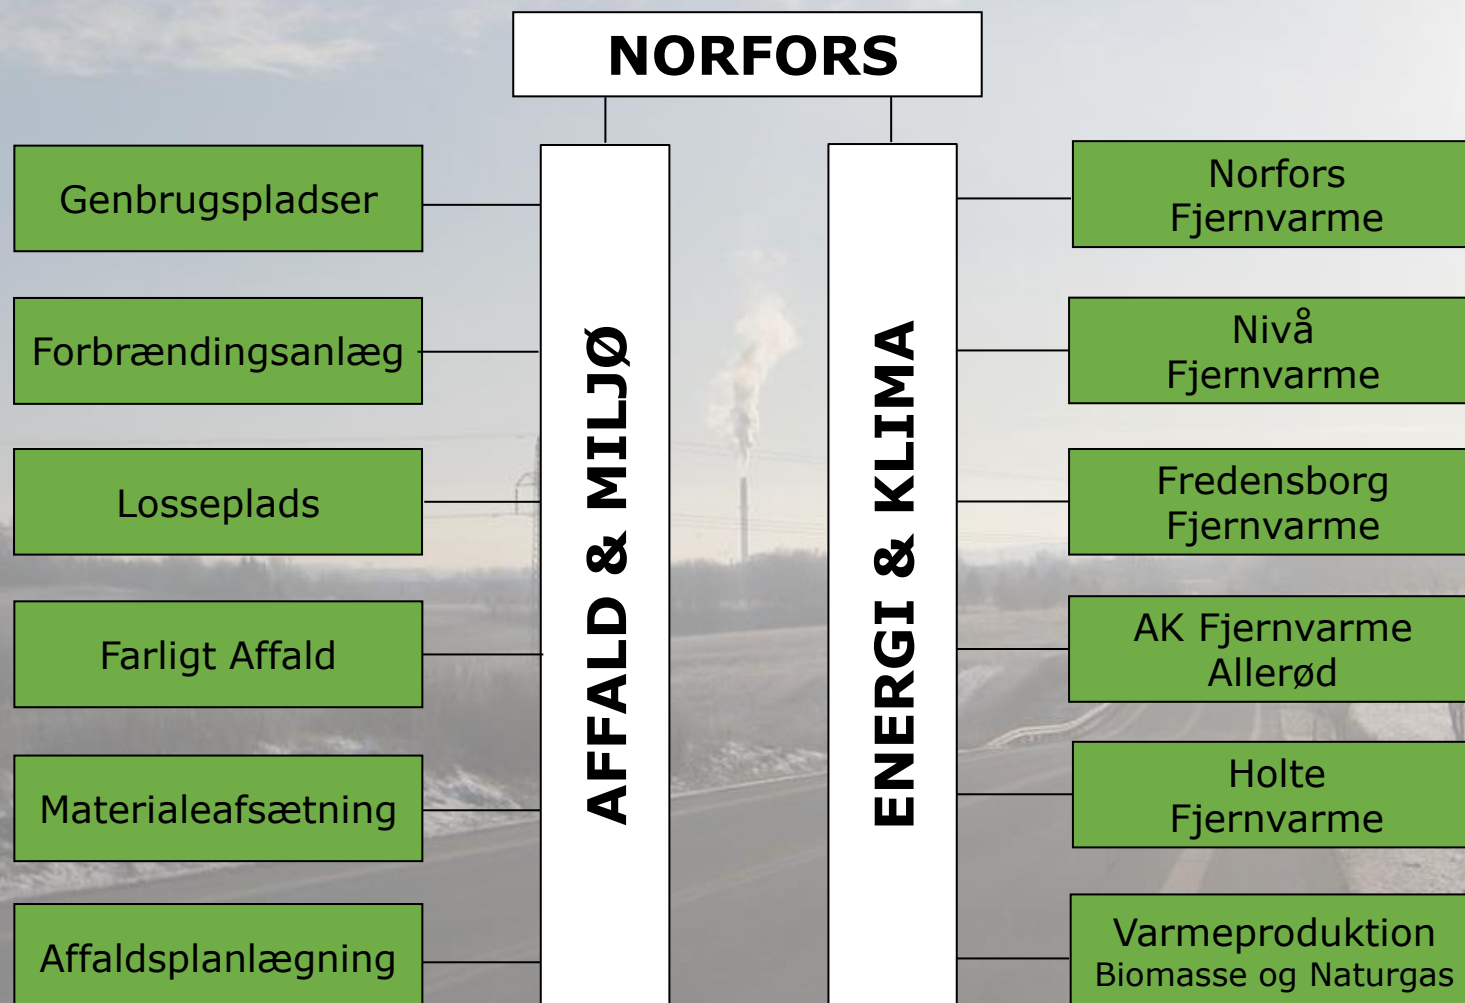 NORFORS
AFFALD & MILJØ
Genbrugspladser
Forbrændingsanlæg
Losseplads
Farligt Affald
Materialeafsætning
Affaldsplanlægning
ENERGI & KLIMA
Norfors
Fjernvarme
Nivå
Fjernvarme
Fredensborg
Fjernvarme
AK Fjernvarme
Allerød
Holte
Fjernvarme
Varmeproduktion
Biomasse og Naturgas